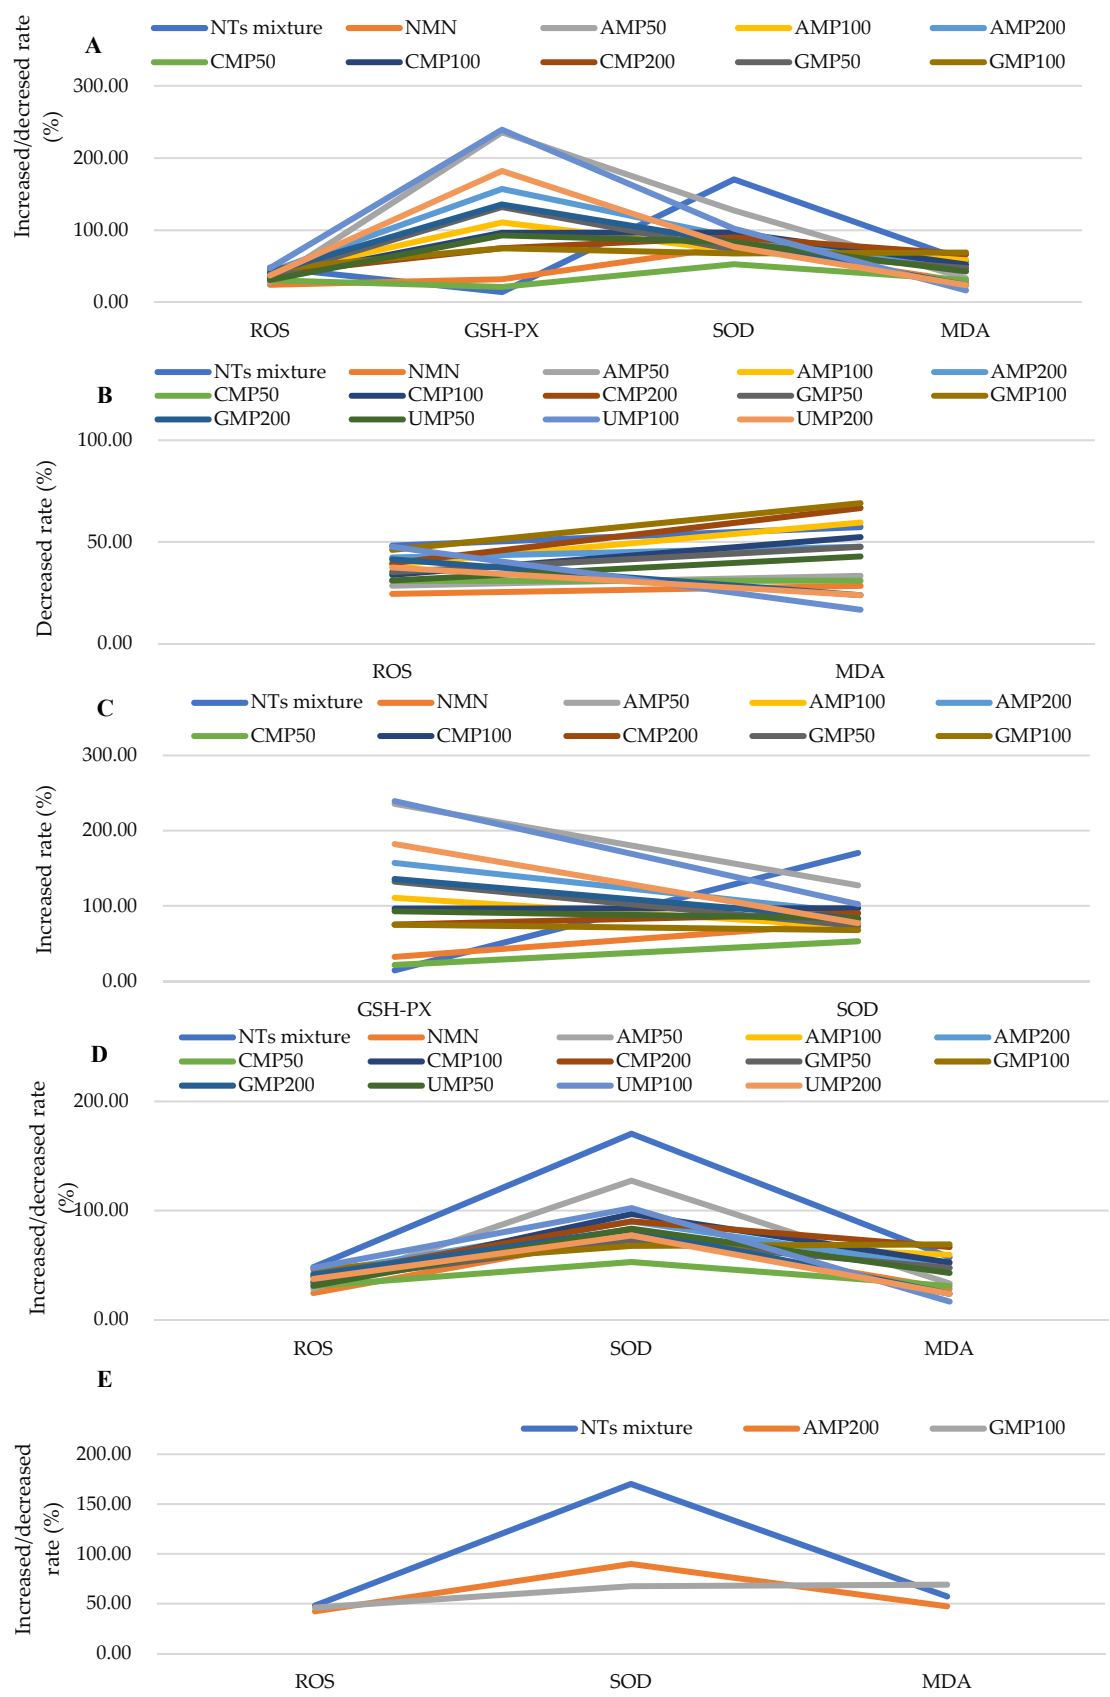 A
NTs mixture NMN AMP50 AMP100 AMP200
CMP50 CMP100 CMP200 GMP50 GMP100
Increased/decresed rate
(%)
300.00
200.00
100.00
0.00
ROS GSH-PX SOD MDA
B
NTs mixture NMN AMP50 AMP100 AMP200
CMP50 CMP100 CMP200 GMP50 GMP100
GMP200 UMP50 UMP100 UMP200
Decreased rate (%)
100.00
50.00
0.00
ROS MDA
C
NTs mixture NMN AMP50 AMP100 AMP200
CMP50 CMP100 CMP200 GMP50 GMP100
Increased rate (%)
300.00
200.00
100.00
0.00
GSH-PX SOD
D
NTs mixture NMN AMP50 AMP100 AMP200
CMP50 CMP100 CMP200 GMP50 GMP100
GMP200 UMP50 UMP100 UMP200
Increased/decreased rate
(%)
200.00
100.00
0.00
ROS SOD MDA
E
NTs mixture AMP200 GMP100
Increased/decreased
rate (%)
200.00
150.00
100.00
50.00
0.00
ROS SOD MDA